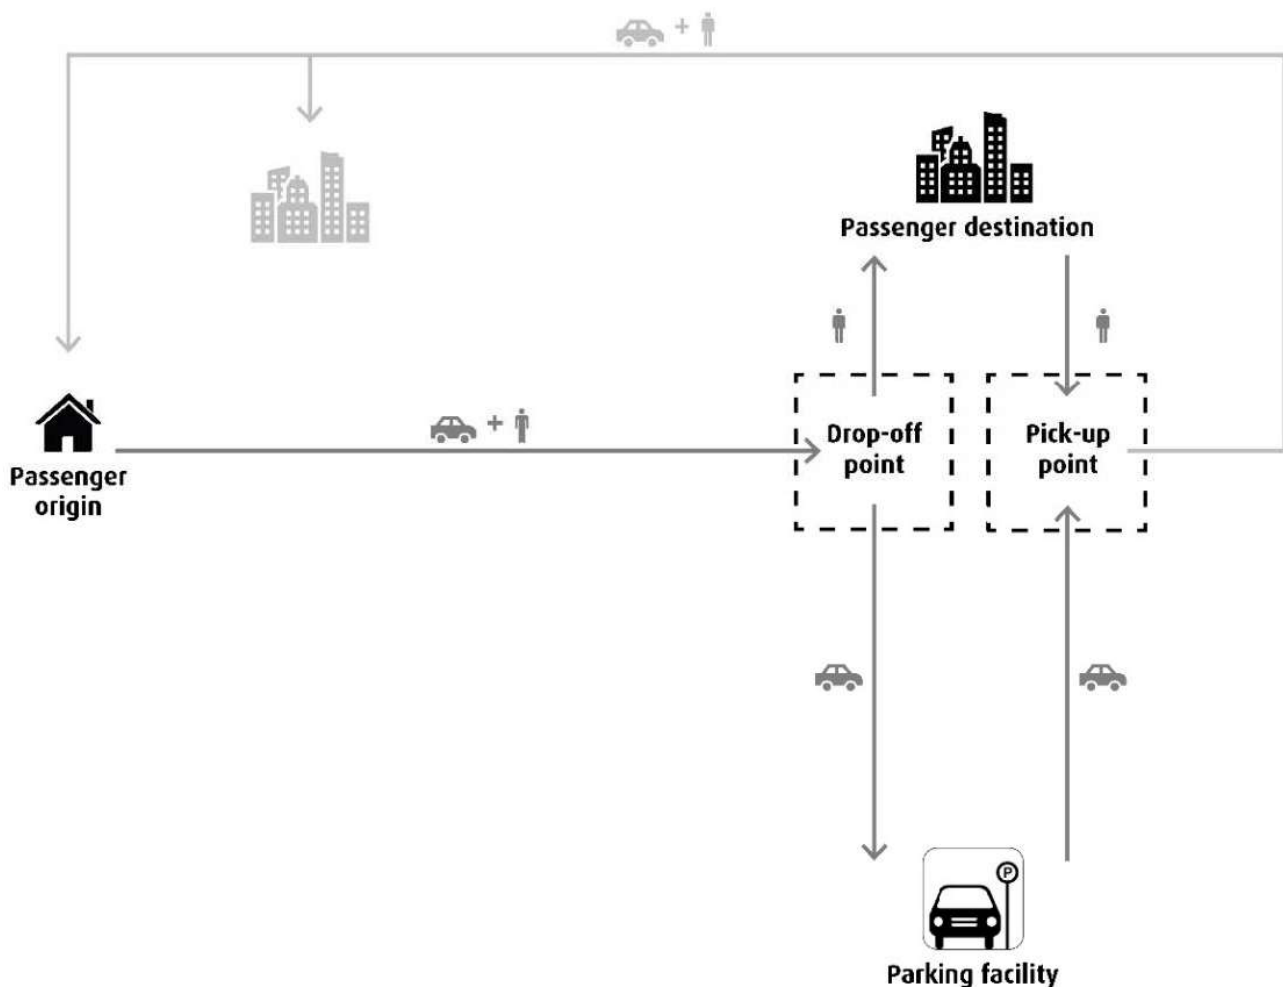 +
Passenger destination
+
Passenger
origin
Drop-off
point
Pick-up
point
P
Parking facility